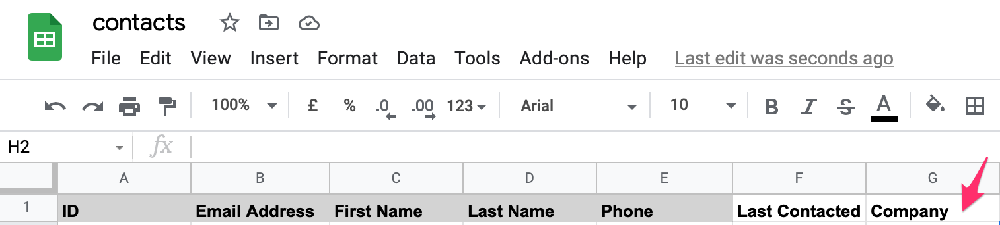 contacts
File Edit View Insert Format Data Tools Add-ons Help Last edit was seconds ago
100% £ % .0 .00 123 Arial 10 B I S A
H2 fx
A B C D E F G
1 ID Email Address First Name Last Name Phone Last Contacted Company